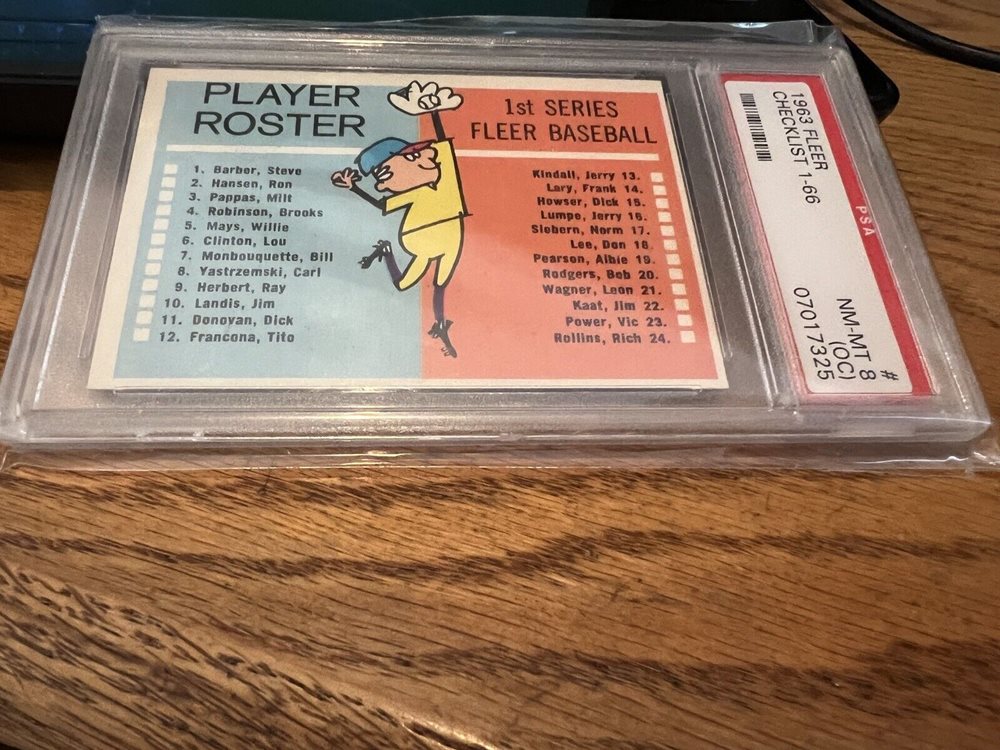 PLAYER
ROSTER
1st SERIES
FLEER BASEBALL
1. Barber, Steve
2. Hansen, Ron
3. Pappas, Milt
4. Robinson, Brooks
5. Mays, Willie
6. Clinton, Lou
7. Monbouquette, Bill
8. Yastrzemski, Carl
9. Herbert, Ray
10. Landis, Jim
11. Donovan, Dick
12. Francona, Tito
Kindall, Jerry 13.
Lary, Frank 14.
Howser, Dick 15.
Lumpe, Jerry 16.
Siebern, Norm 17.
Lee, Don 18.
Pearson, Albie 19.
Rodgers, Bob 20.
Wagner, Leon 21.
Kaat, Jim 22.
Power, Vic 23.
Rollins, Rich 24.
1963 FLEER #
CHECKLIST 1-66 NM-MT 8
(OC)
07017325
PSA